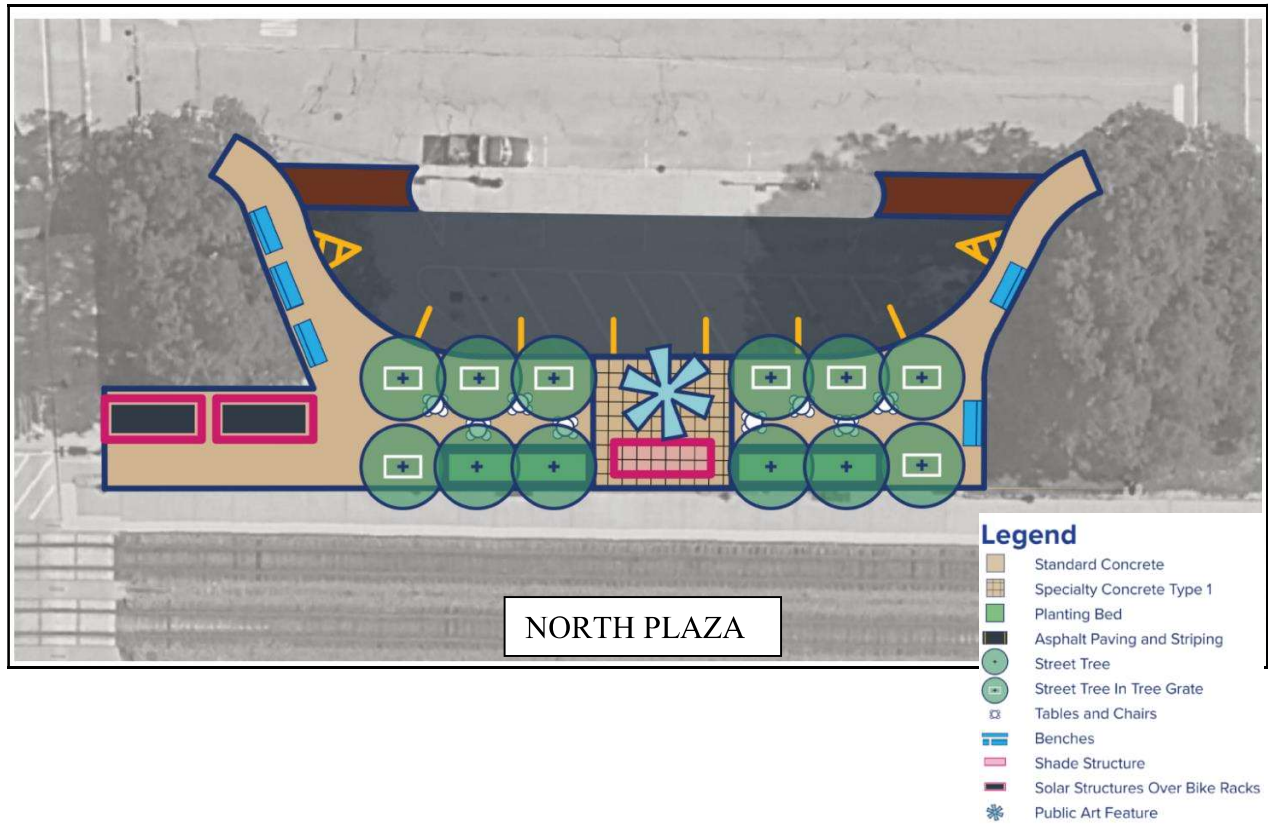 NORTH PLAZA
Legend
Standard Concrete
Specialty Concrete Type 1
Planting Bed
Asphalt Paving and Striping
Street Tree
Street Tree In Tree Grate
Tables and Chairs
Benches
Shade Structure
Solar Structures Over Bike Racks
Public Art Feature